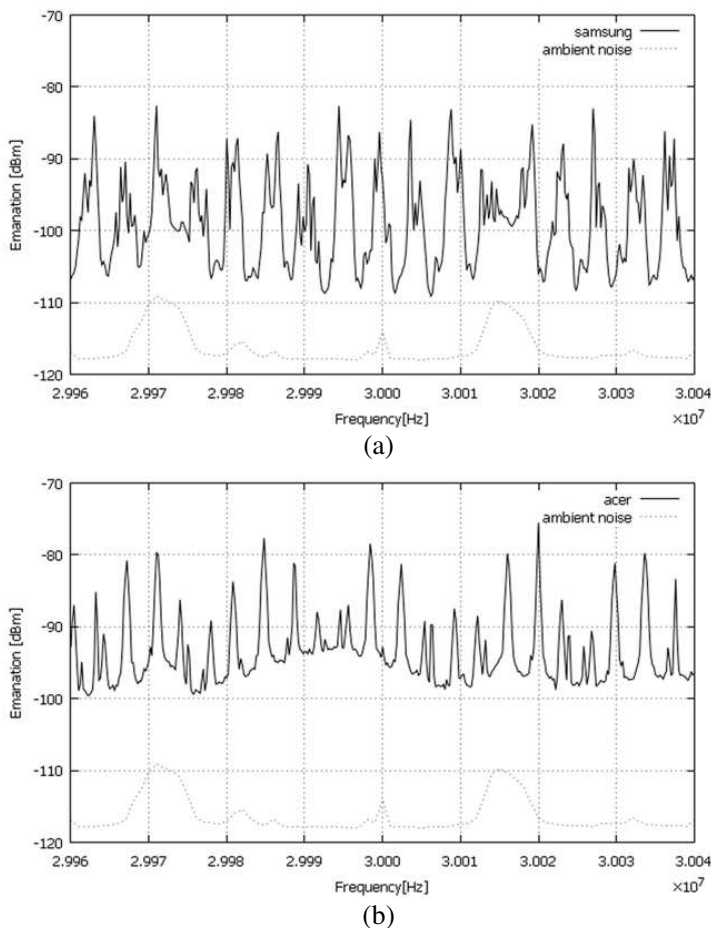 -70
samsung
ambient noise
-80
-90
-100
-110
-120
Emanation [dBm]
2.996 2.997 2.998 2.999 3.000 3.001 3.002 3.003 3.004
Frequency[Hz]
×10⁷
(a)
-70
acer
ambient noise
-80
-90
-100
-110
-120
Emanation [dBm]
2.996 2.997 2.998 2.999 3.000 3.001 3.002 3.003 3.004
Frequency[Hz]
×10⁷
(b)